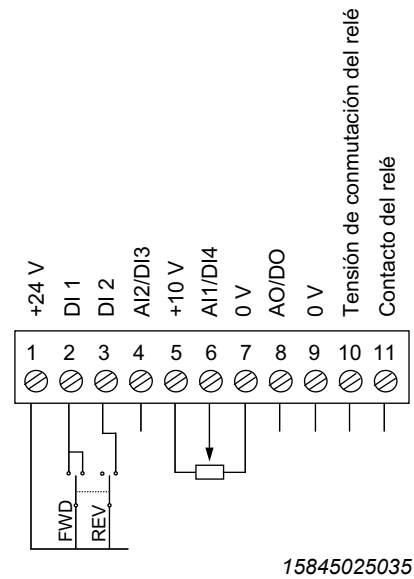 +24 V
DI 1
DI 2
AI2/DI3
+10 V
AI1/DI4
0 V
AO/DO
0 V
Tensión de conmutación del relé
Contacto del relé
1 2 3 4 5 6 7 8 9 10 11
FWD
REV
15845025035